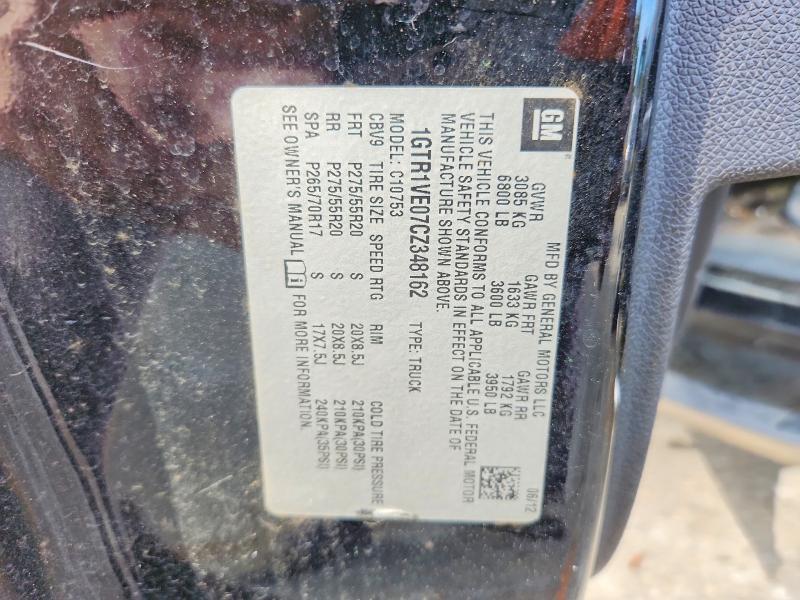 GM
MFD BY GENERAL MOTORS LLC
06/12
GVWR GAWR FRT GAWR RR
3085 KG 1633 KG 1792 KG
6800 LB 3600 LB 3950 LB
THIS VEHICLE CONFORMS TO ALL APPLICABLE U.S. FEDERAL MOTOR
VEHICLE SAFETY STANDARDS IN EFFECT ON THE DATE OF
MANUFACTURE SHOWN ABOVE.
1GTR1VE07CZ348162 TYPE: TRUCK
MODEL: C10753
CBV9 TIRE SIZE SPEED RTG RIM COLD TIRE PRESSURE
FRT P275/55R20 S 20X8.5J 210KPA(30PSI)
RR P275/55R20 S 20X8.5J 210KPA(30PSI)
SPA P265/70R17 S 17X7.5J 240KPA(35PSI)
SEE OWNER'S MANUAL i FOR MORE INFORMATION.